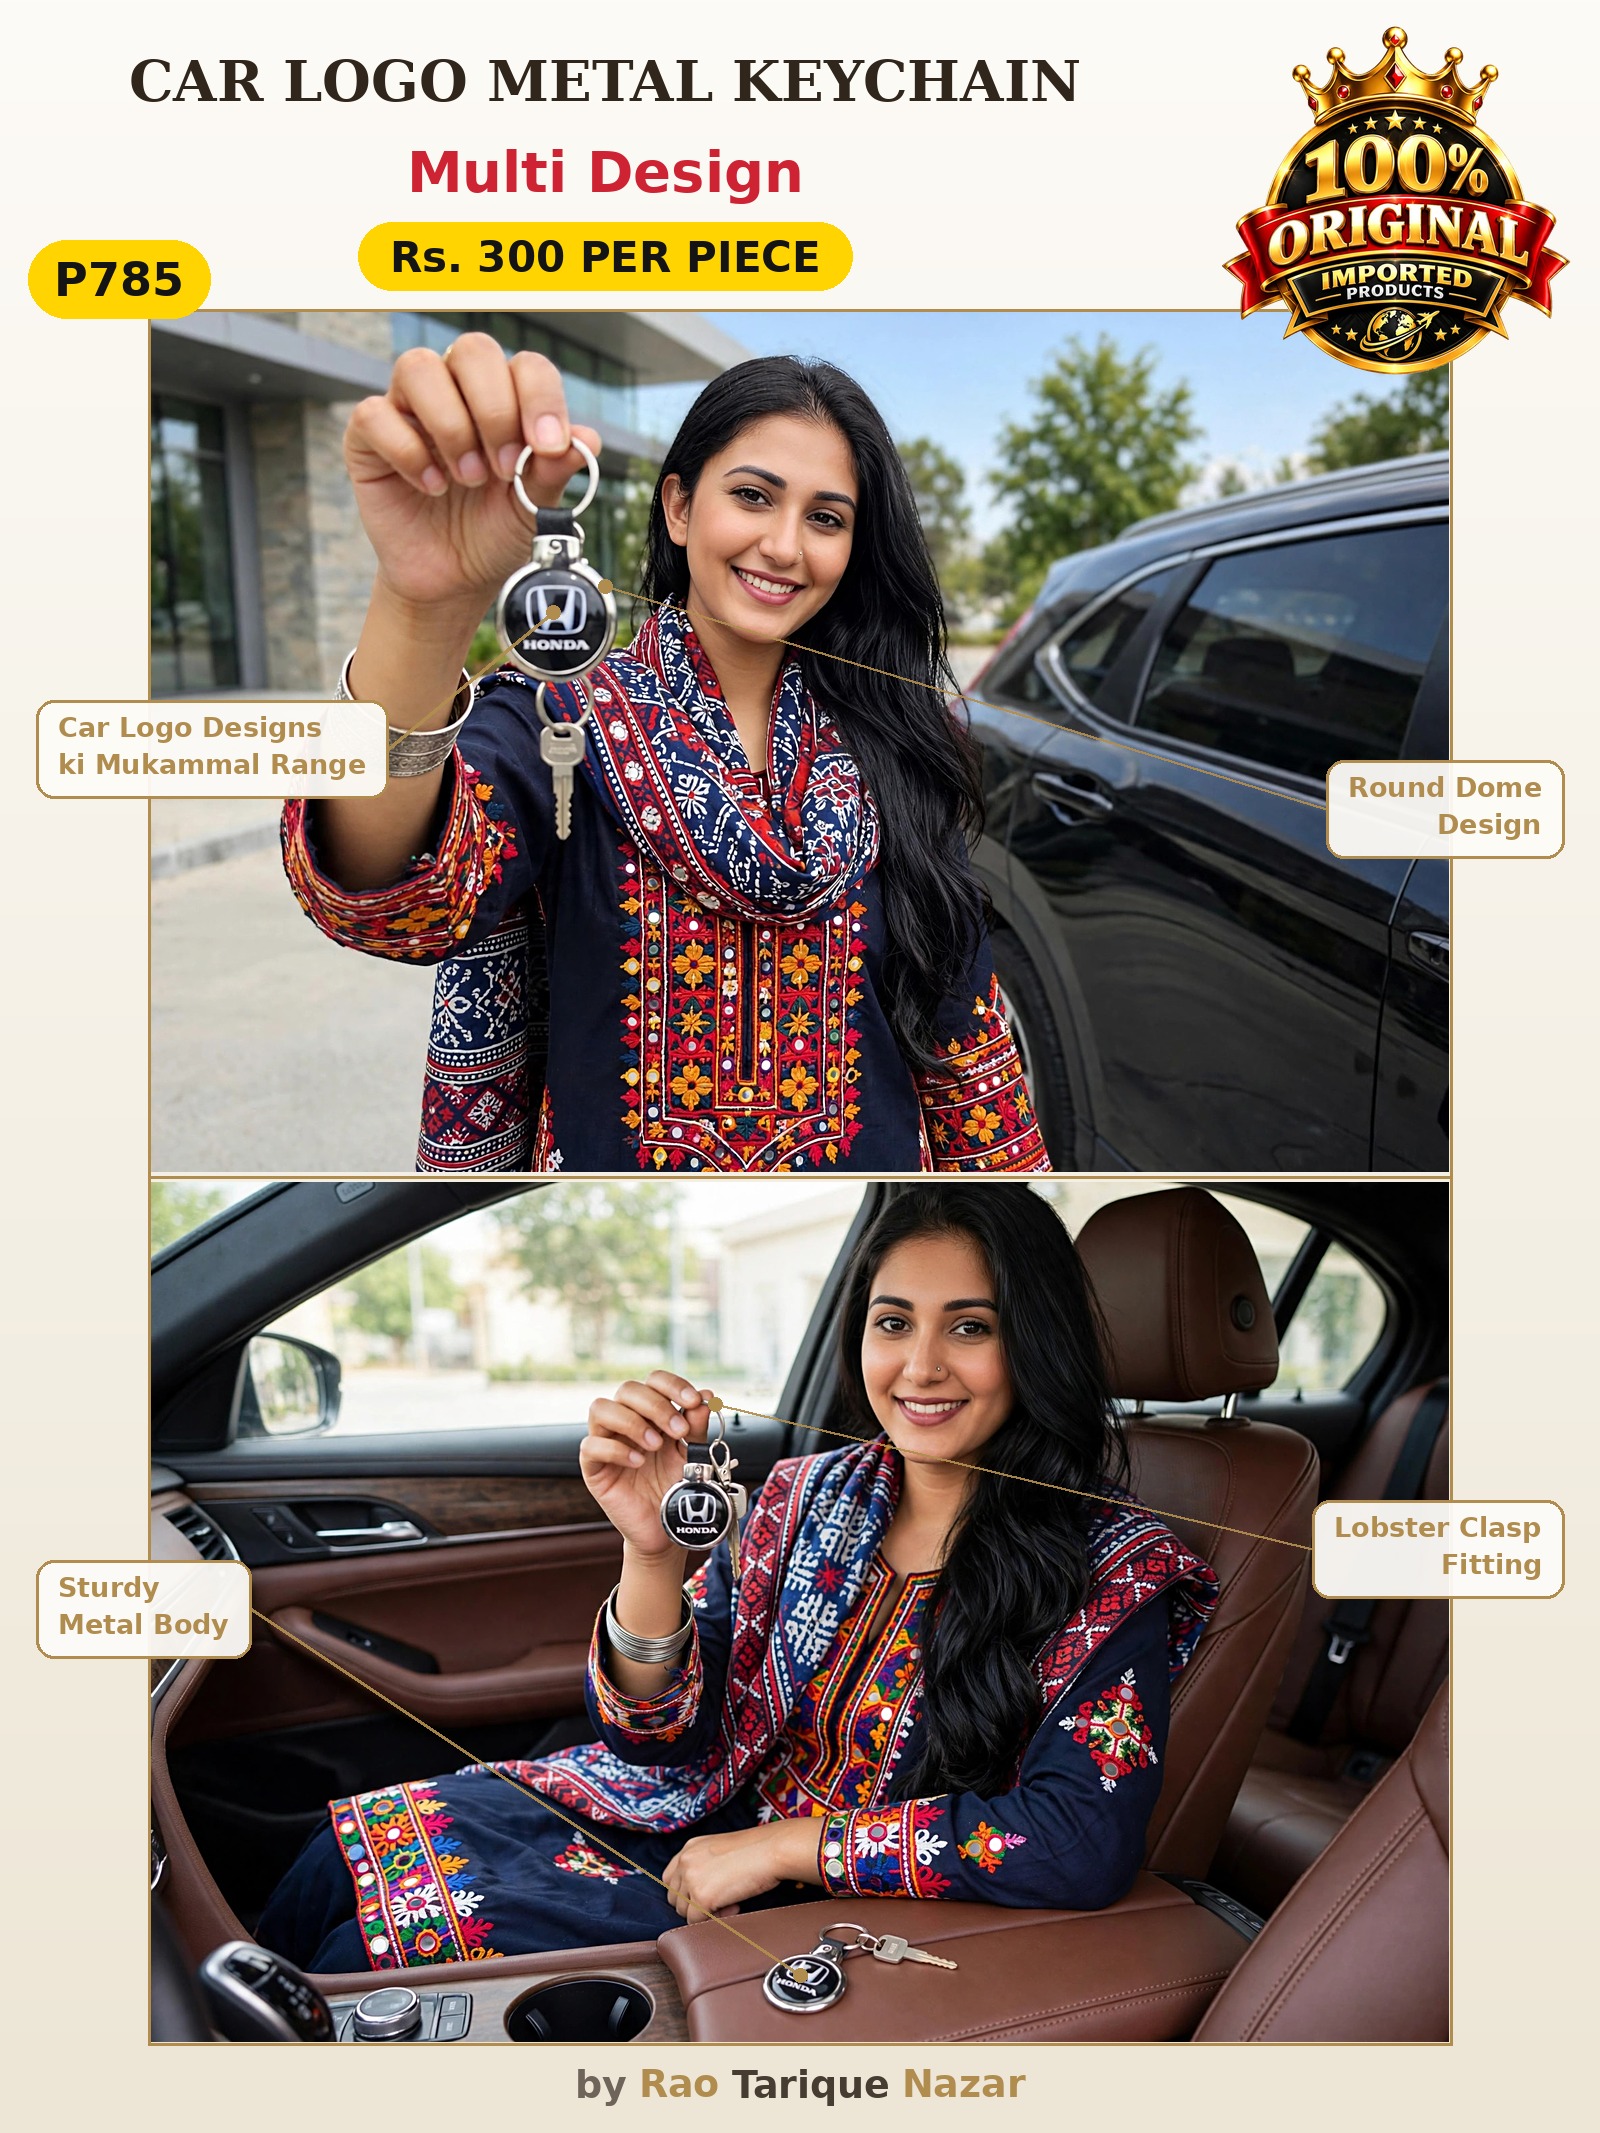 CAR LOGO METAL KEYCHAIN
Multi Design
Rs. 300 PER PIECE
P785
100%
ORIGINAL
IMPORTED
PRODUCTS
HONDA
Car Logo Designs
ki Mukammal Range
Round Dome
Design
HONDA
Lobster Clasp
Fitting
Sturdy
Metal Body
HONDA
by Rao Tarique Nazar